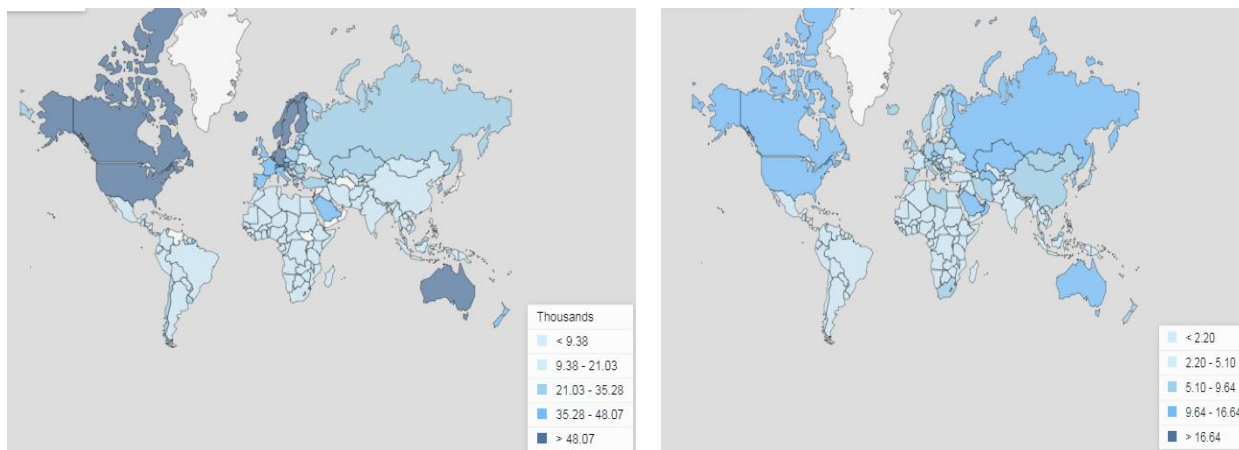 Thousands
< 9.38
9.38 - 21.03
21.03 - 35.28
35.28 - 48.07
> 48.07
< 2.20
2.20 - 5.10
5.10 - 9.64
9.64 - 16.64
> 16.64